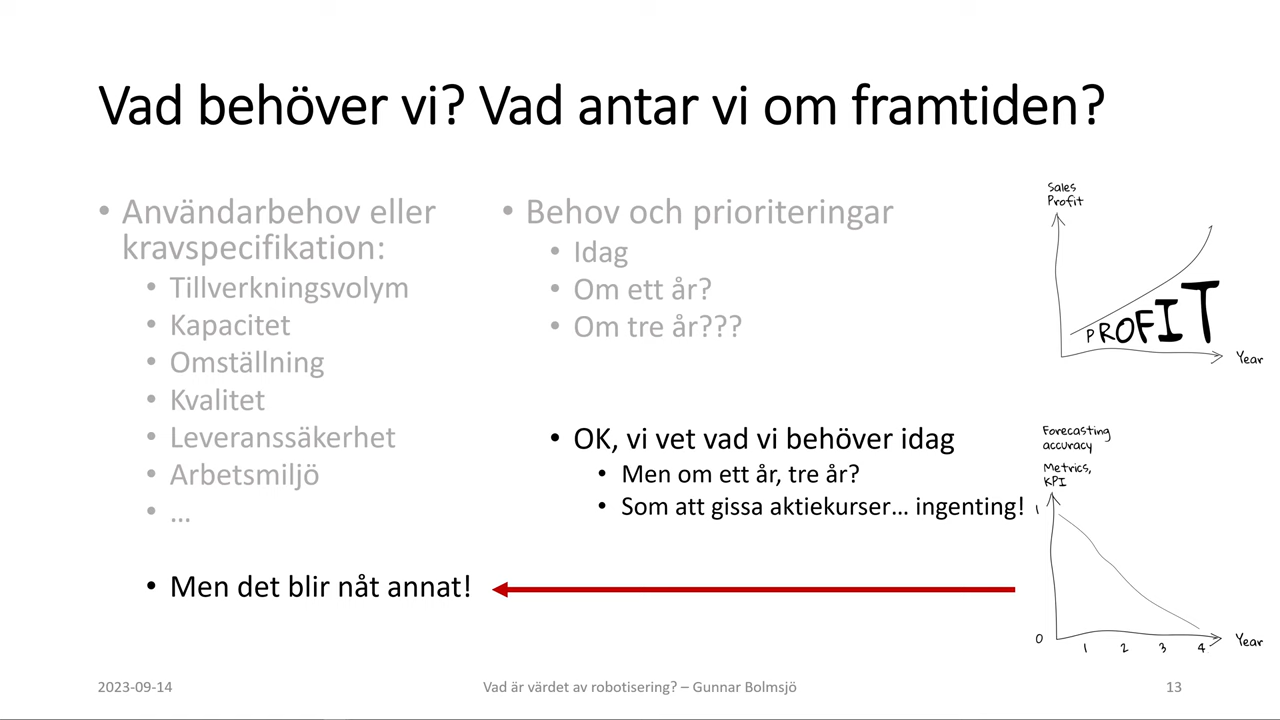 Vad behöver vi? Vad antar vi om framtiden?
• Användarbehov eller
kravspecifikation:
• Tillverkningsvolym
• Kapacitet
• Omställning
• Kvalitet
• Leveranssäkerhet
• Arbetsmiljö
• …
• Men det blir nåt annat!
• Behov och prioriteringar
• Idag
• Om ett år?
• Om tre år???
• OK, vi vet vad vi behöver idag
• Men om ett år, tre år?
• Som att gissa aktiekurser… ingenting!
Sales
Profit
PROFIT
Year
Forecasting
accuracy
Metrics,
KPI
1
0
1 2 3 4
Year
2023-09-14
Vad är värdet av robotisering? – Gunnar Bolmsjö
13